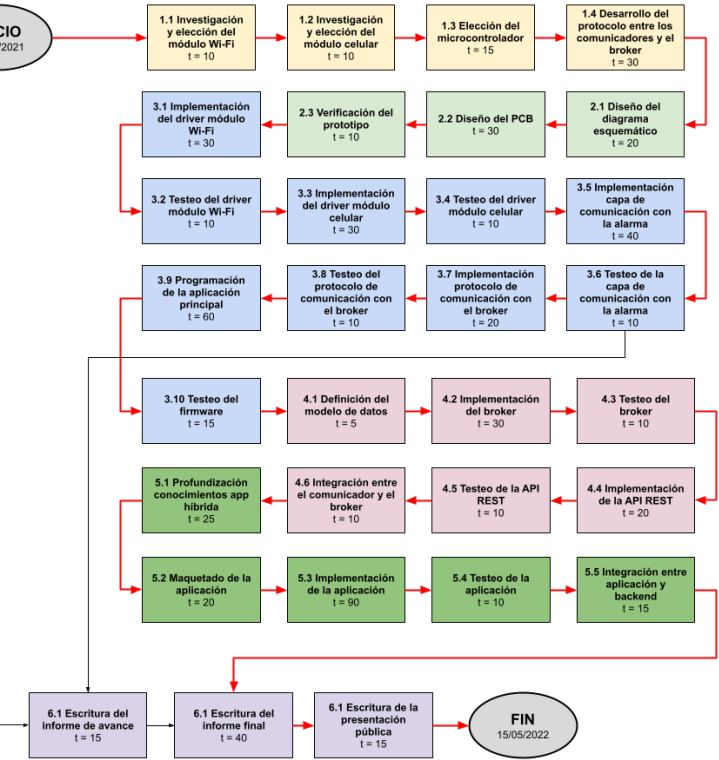 CIO
/2021
1.1 Investigación
y elección del
módulo Wi-Fi
t = 10
1.2 Investigación
y elección del
módulo celular
t = 10
1.3 Elección del
microcontrolador
t = 15
1.4 Desarrollo del
protocolo entre los
comunicadores y el
broker
t = 30
3.1 Implementación
del driver módulo
Wi-Fi
t = 30
2.3 Verificación del
prototipo
t = 10
2.2 Diseño del PCB
t = 30
2.1 Diseño del
diagrama
esquemático
t = 20
3.2 Testeo del driver
módulo Wi-Fi
t = 10
3.3 Implementación
del driver módulo
celular
t = 30
3.4 Testeo del driver
módulo celular
t = 10
3.5 Implementación
capa de
comunicación con
la alarma
t = 40
3.9 Programación
de la aplicación
principal
t = 60
3.8 Testeo del
protocolo de
comunicación con
el broker
t = 10
3.7 Implementación
protocolo de
comunicación con
el broker
t = 20
3.6 Testeo de la
capa de
comunicación con
la alarma
t = 10
3.10 Testeo del
firmware
t = 15
4.1 Definición del
modelo de datos
t = 5
4.2 Implementación
del broker
t = 30
4.3 Testeo del
broker
t = 10
5.1 Profundización
conocimientos app
híbrida
t = 25
4.6 Integración entre
el comunicador y el
broker
t = 10
4.5 Testeo de la API
REST
t = 10
4.4 Implementación
de la API REST
t = 20
5.2 Maquetado de la
aplicación
t = 20
5.3 Implementación
de la aplicación
t = 90
5.4 Testeo de la
aplicación
t = 10
5.5 Integración entre
aplicación y
backend
t = 15
6.1 Escritura del
informe de avance
t = 15
6.1 Escritura del
informe final
t = 40
6.1 Escritura de la
presentación
pública
t = 15
FIN
15/05/2022